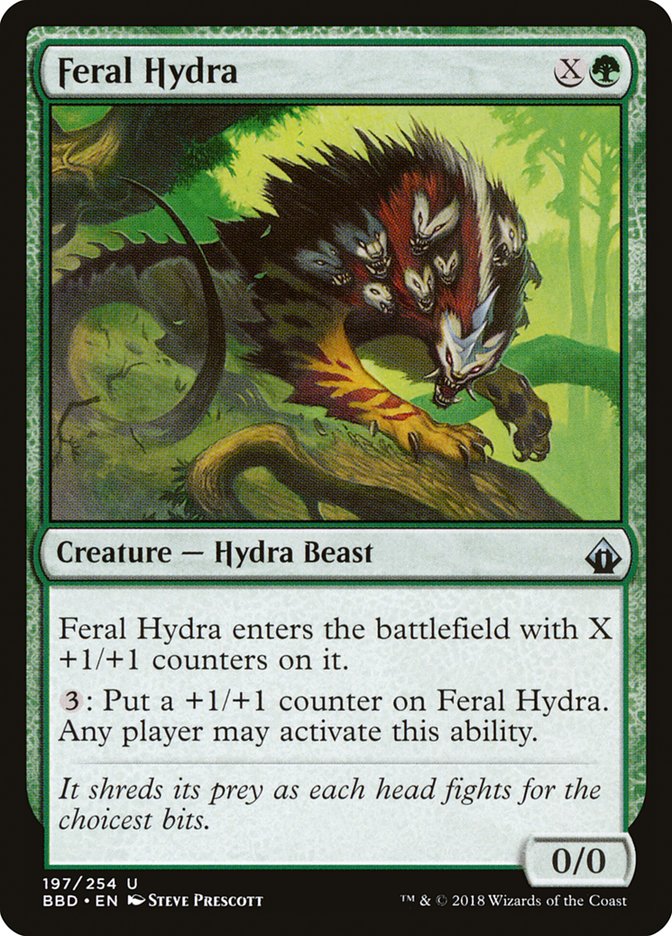 Feral Hydra X
Creature — Hydra Beast
Feral Hydra enters the battlefield with X
+1/+1 counters on it.
3: Put a +1/+1 counter on Feral Hydra.
Any player may activate this ability.
It shreds its prey as each head fights for the
choicest bits.
0/0
197/254 U
BBD • EN Steve Prescott
™ & © 2018 Wizards of the Coast